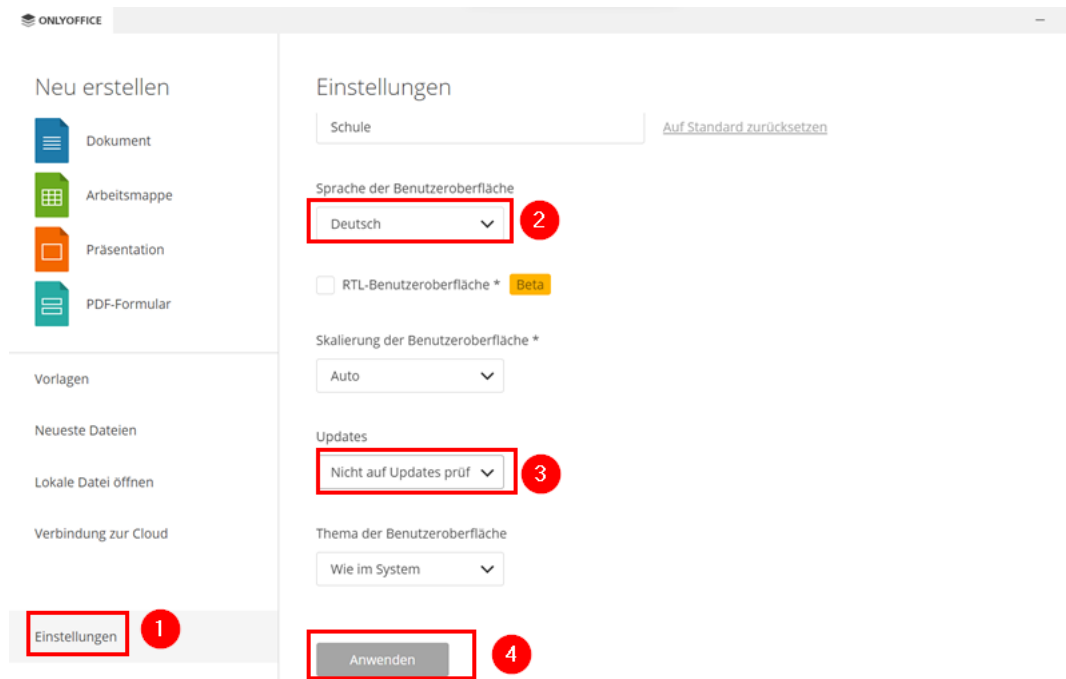 ONLYOFFICE
Neu erstellen
Dokument
Arbeitsmappe
Präsentation
PDF-Formular
Vorlagen
Neueste Dateien
Lokale Datei öffnen
Verbindung zur Cloud
Einstellungen
1
Einstellungen
Schule
Auf Standard zurücksetzen
Sprache der Benutzeroberfläche
Deutsch
2
RTL-Benutzeroberfläche * Beta
Skalierung der Benutzeroberfläche *
Auto
Updates
Nicht auf Updates prüf
3
Thema der Benutzeroberfläche
Wie im System
Anwenden
4